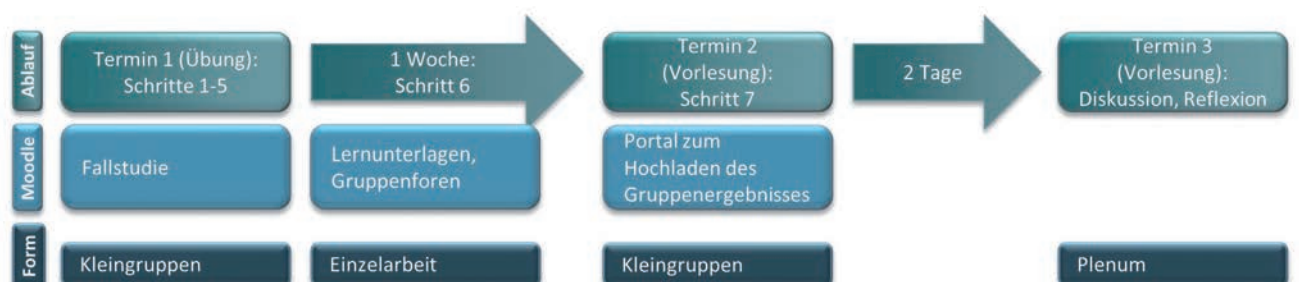 Ablauf
Termin 1 (Übung):
Schritte 1-5
1 Woche:
Schritt 6
Termin 2
(Vorlesung):
Schritt 7
2 Tage
Termin 3
(Vorlesung):
Diskussion, Reflexion
Moodle
Fallstudie
Lernunterlagen,
Gruppenforen
Portal zum
Hochladen des
Gruppenergebnisses
Form
Kleingruppen
Einzelarbeit
Kleingruppen
Plenum